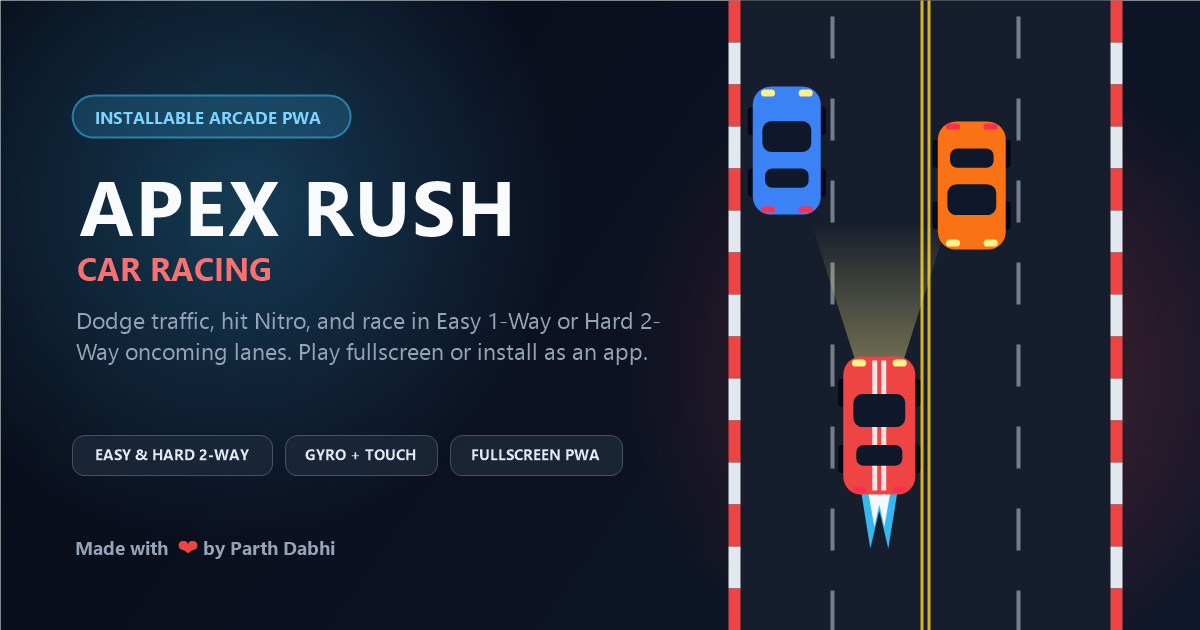 INSTALLABLE ARCADE PWA
APEX RUSH
CAR RACING
Dodge traffic, hit Nitro, and race in Easy 1-Way or Hard 2-
Way oncoming lanes. Play fullscreen or install as an app.
EASY & HARD 2-WAY
GYRO + TOUCH
FULLSCREEN PWA
Made with ❤ by Parth Dabhi